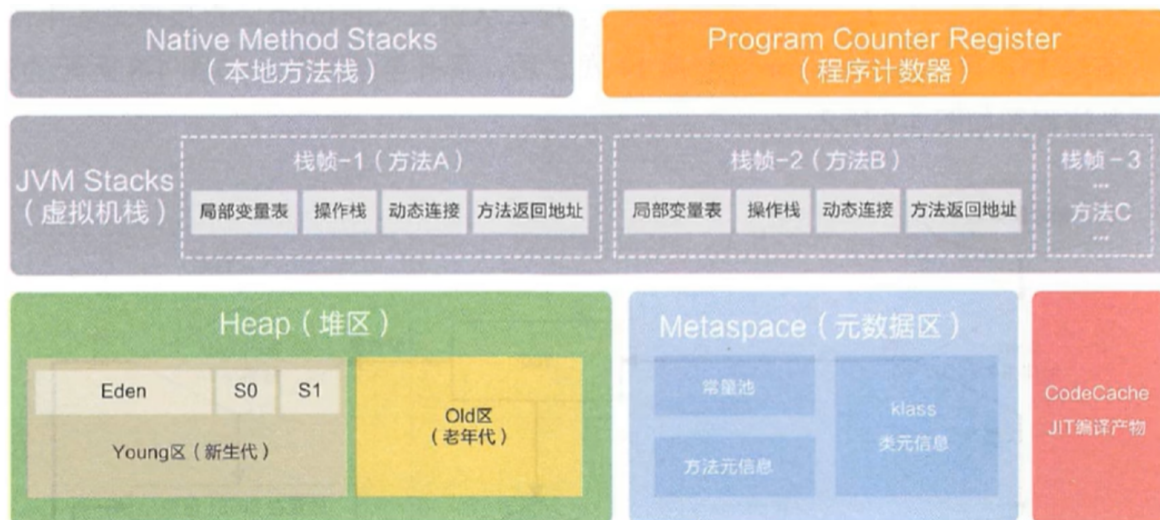 Native Method Stacks
（本地方法栈）
Program Counter Register
（程序计数器）
JVM Stacks
（虚拟机栈）
栈帧-1（方法A）
局部变量表
操作栈
动态连接
方法返回地址
栈帧-2（方法B）
局部变量表
操作栈
动态连接
方法返回地址
栈帧-3
...
方法C
...
Heap（堆区）
Eden
S0
S1
Young区（新生代）
Old区
（老年代）
Metaspace（元数据区）
常量池
方法元信息
klass
类元信息
CodeCache
JIT编译产物